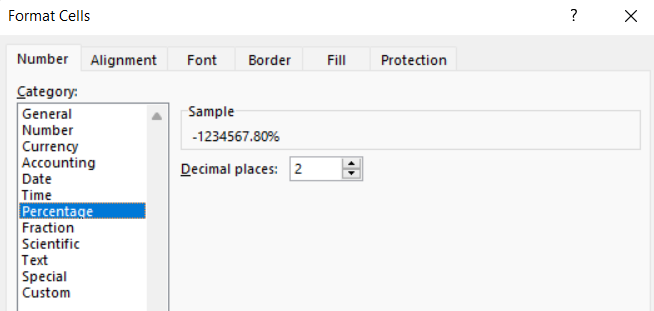 Format Cells ? ×
Number Alignment Font Border Fill Protection
Category:
General
Number
Currency
Accounting
Date
Time
Percentage
Fraction
Scientific
Text
Special
Custom
Sample
-1234567.80%
Decimal places: 2